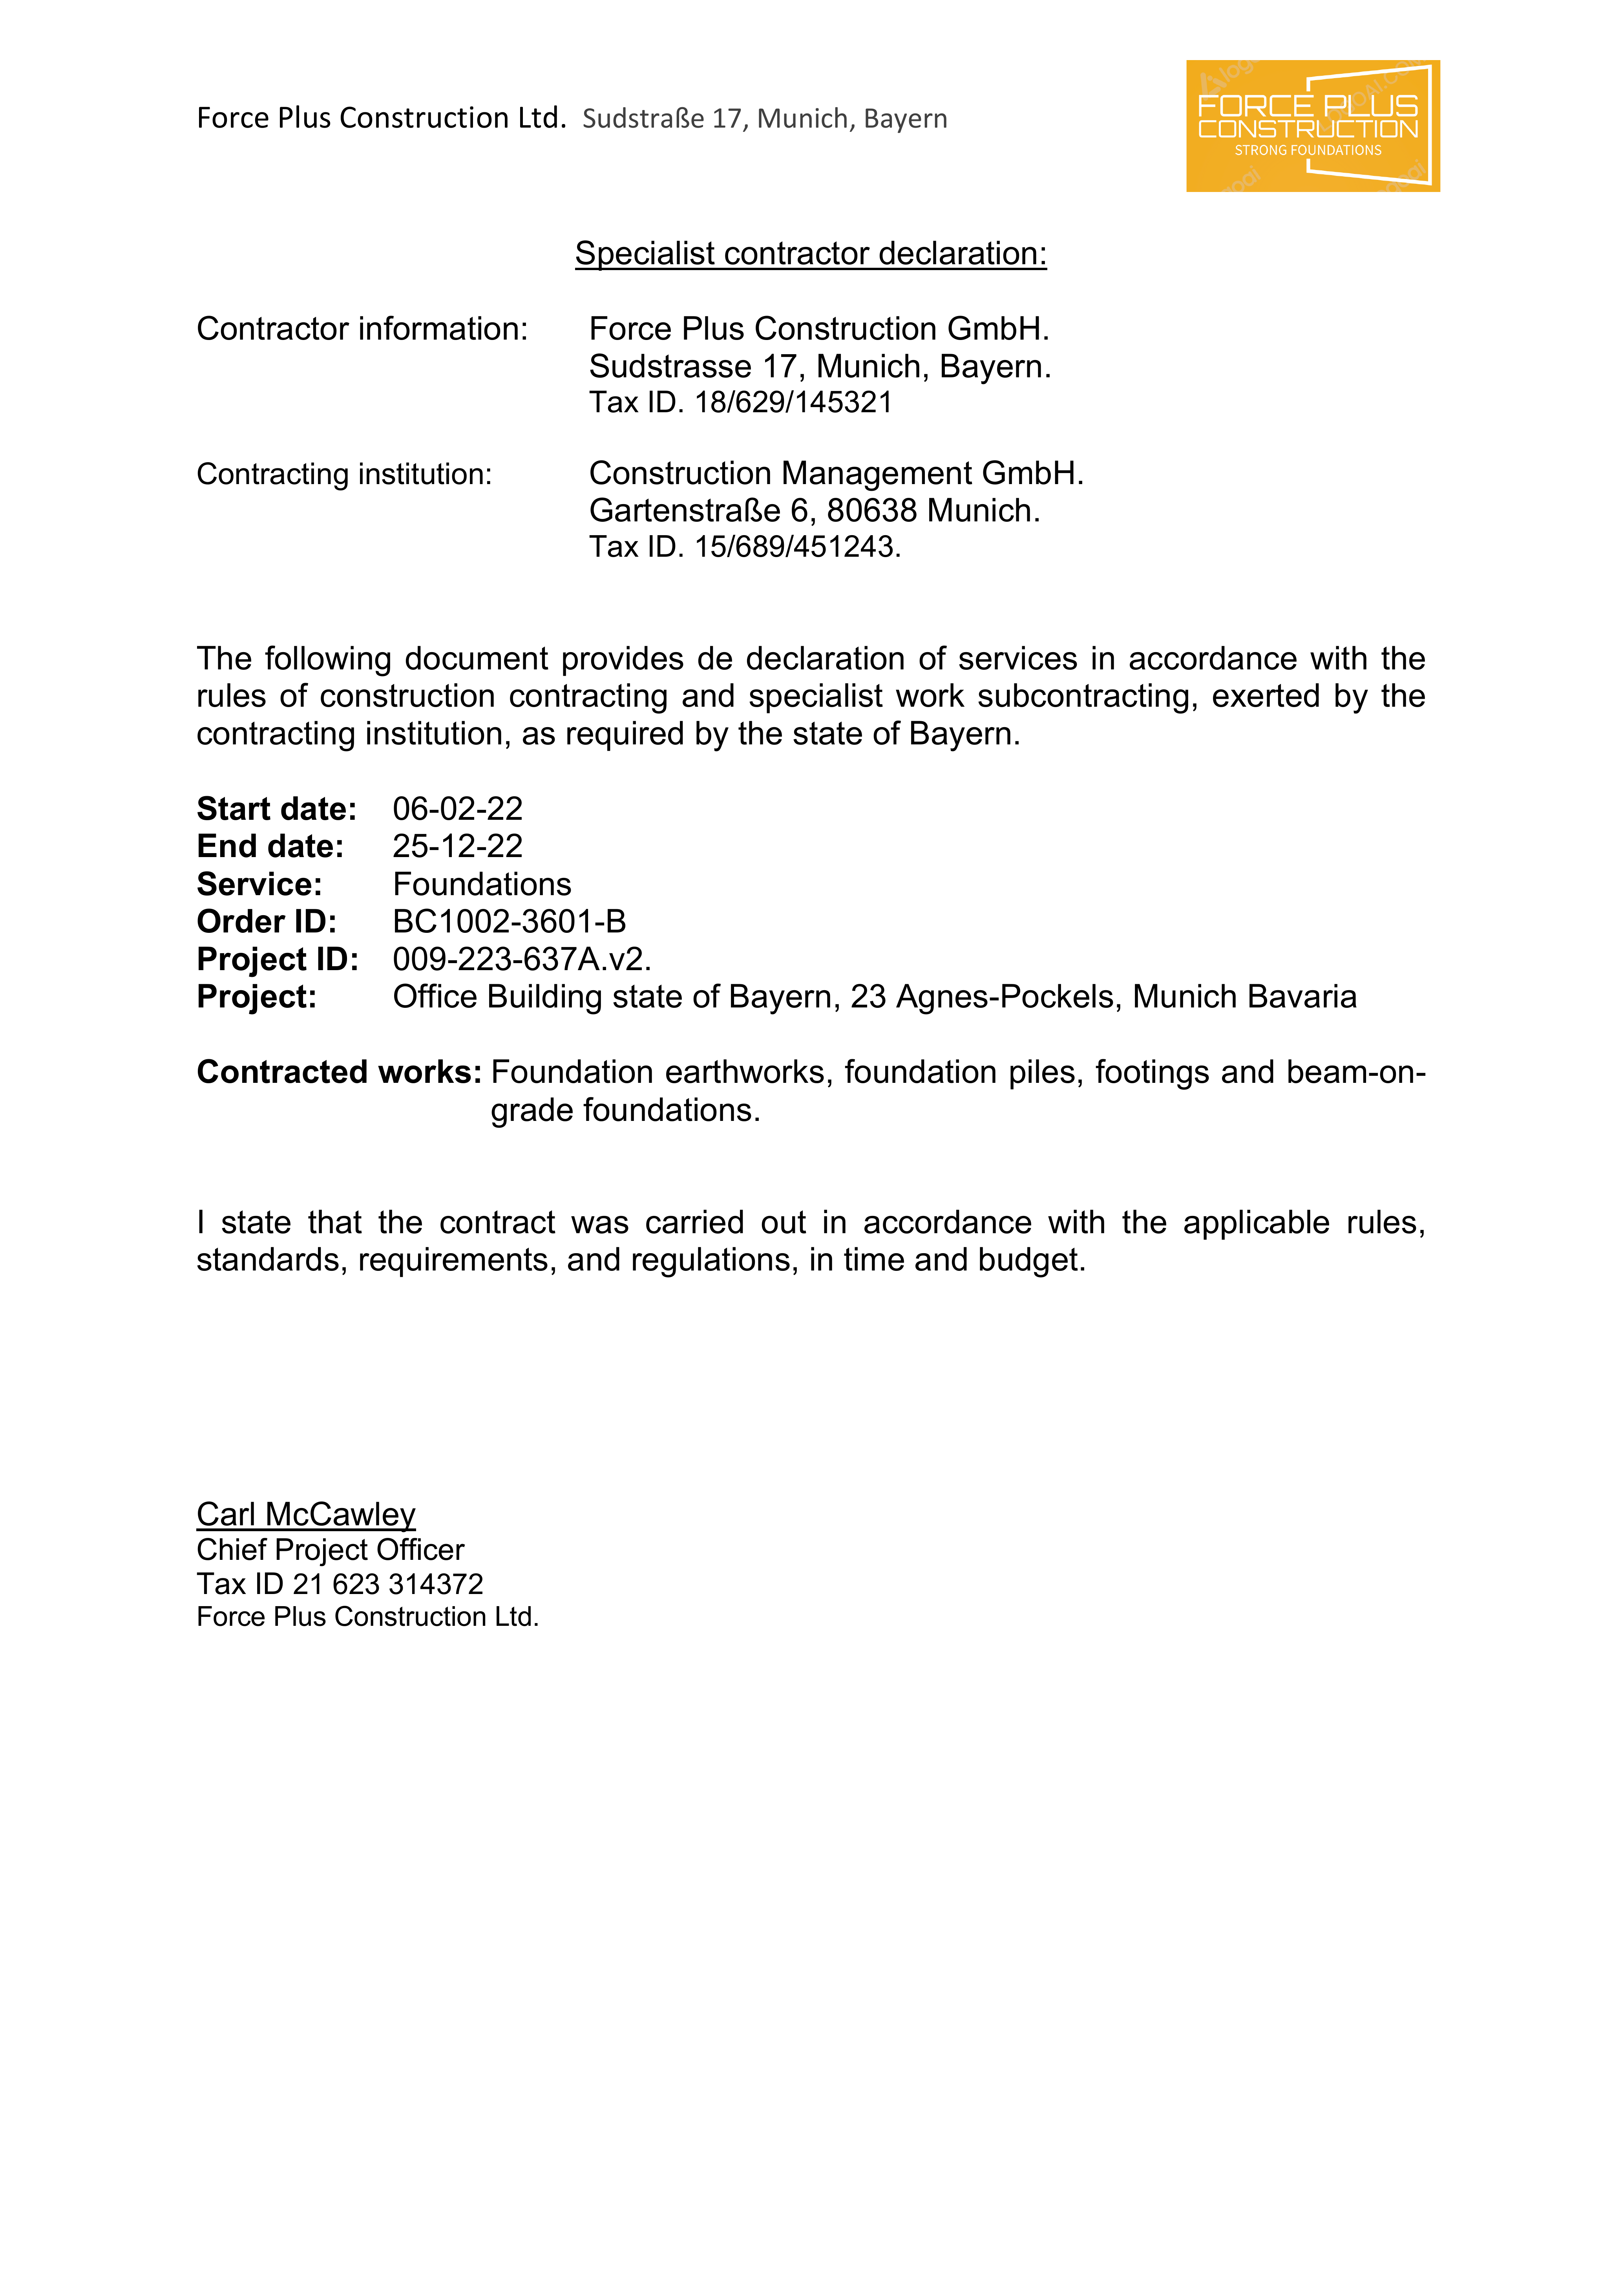 Force Plus Construction Ltd. Sudstraße 17, Munich, Bayern
FORCE PLUS
CONSTRUCTION
STRONG FOUNDATIONS
Specialist contractor declaration:
Contractor information: Force Plus Construction GmbH.
Sudstrasse 17, Munich, Bayern.
Tax ID. 18/629/145321
Contracting institution: Construction Management GmbH.
Gartenstraße 6, 80638 Munich.
Tax ID. 15/689/451243.
The following document provides de declaration of services in accordance with the
rules of construction contracting and specialist work subcontracting, exerted by the
contracting institution, as required by the state of Bayern.
Start date: 06-02-22
End date: 25-12-22
Service: Foundations
Order ID: BC1002-3601-B
Project ID: 009-223-637A.v2.
Project: Office Building state of Bayern, 23 Agnes-Pockels, Munich Bavaria
Contracted works: Foundation earthworks, foundation piles, footings and beam-on-
grade foundations.
I state that the contract was carried out in accordance with the applicable rules,
standards, requirements, and regulations, in time and budget.
Carl McCawley
Chief Project Officer
Tax ID 21 623 314372
Force Plus Construction Ltd.